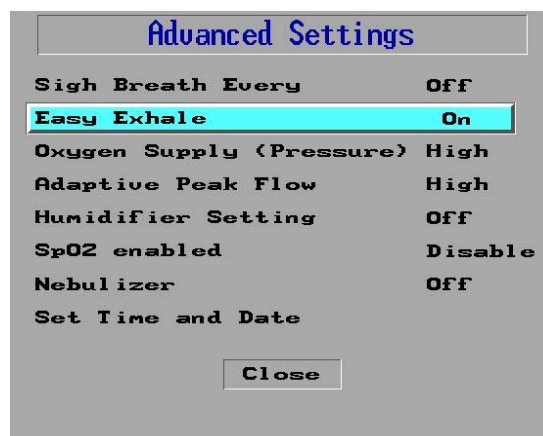 Advanced Settings
Sigh Breath Every Off
Easy Exhale On
Oxygen Supply (Pressure) High
Adaptive Peak Flow High
Humidifier Setting Off
SpO2 enabled Disable
Nebulizer Off
Set Time and Date
Close